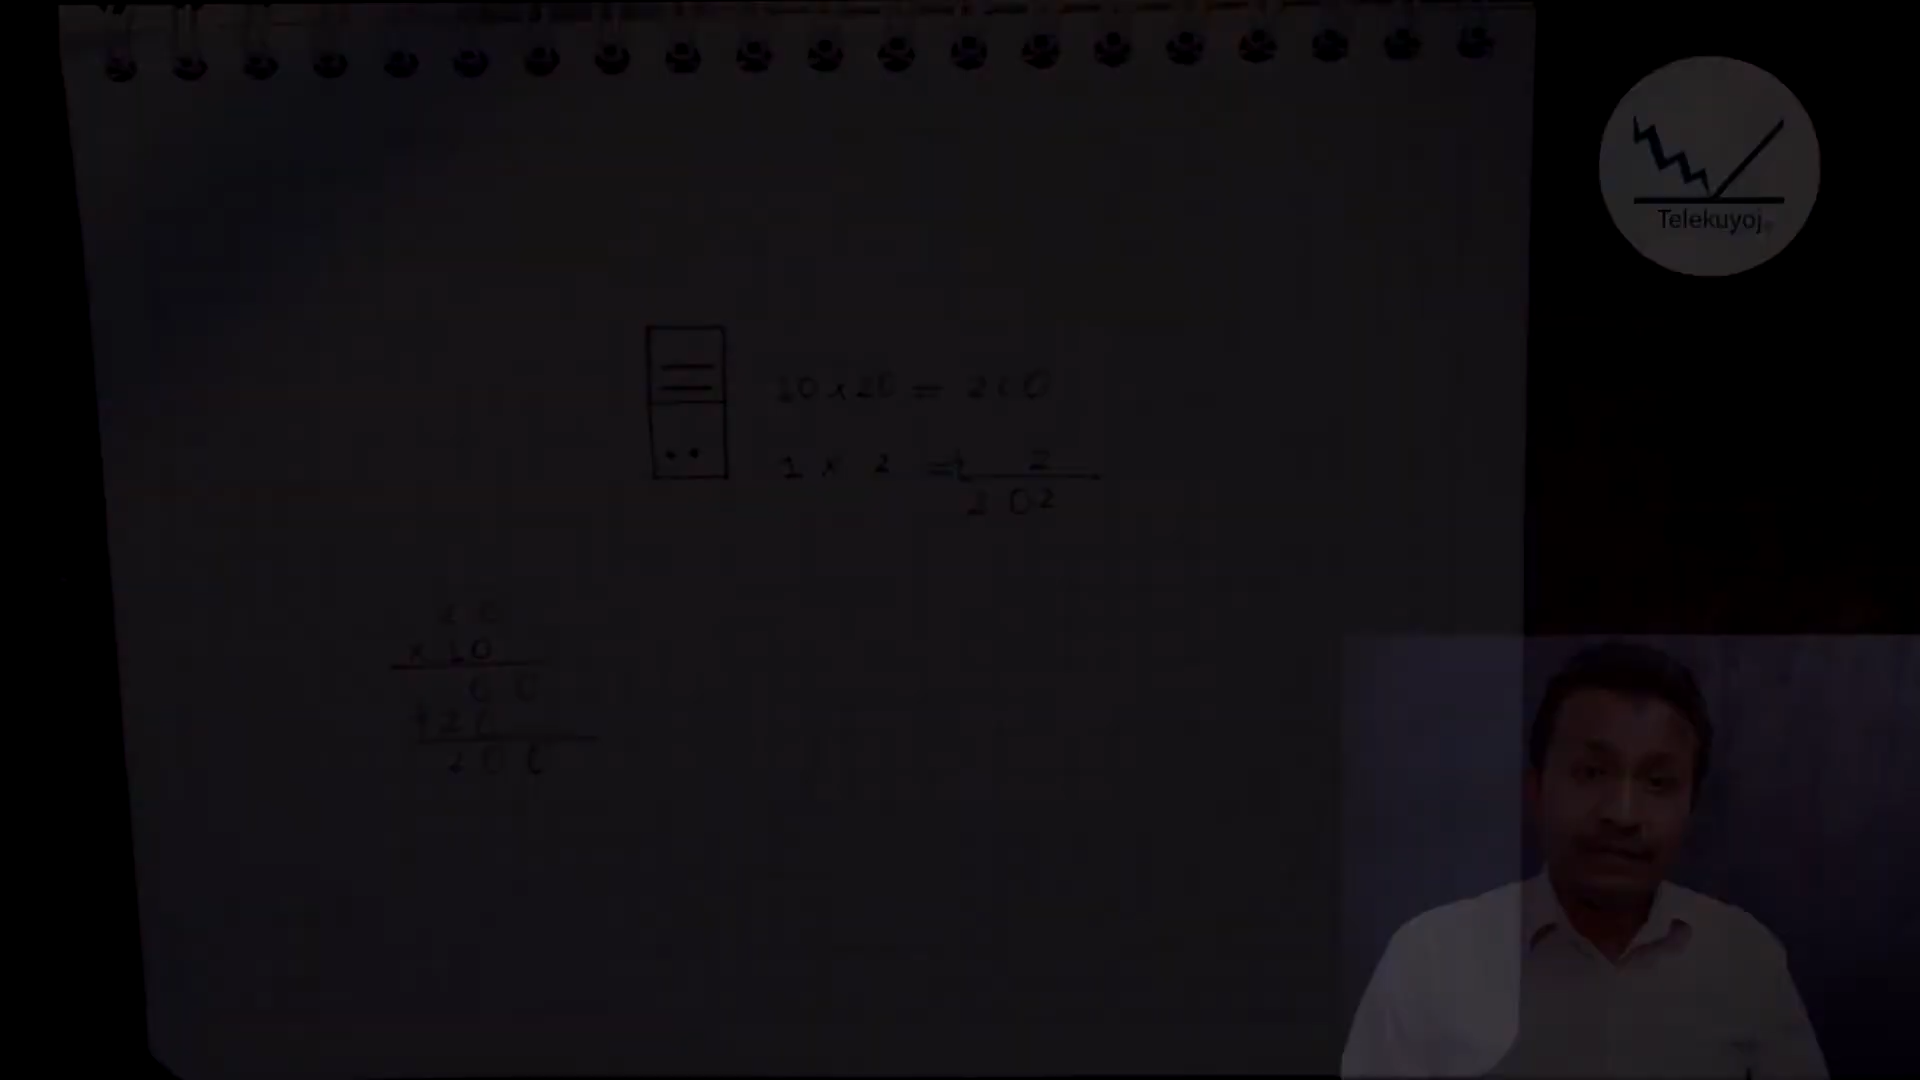 Telekuyoj
10 x 20 = 200
1 x 2 = + 2
202
20
x 10
00
+ 20
200